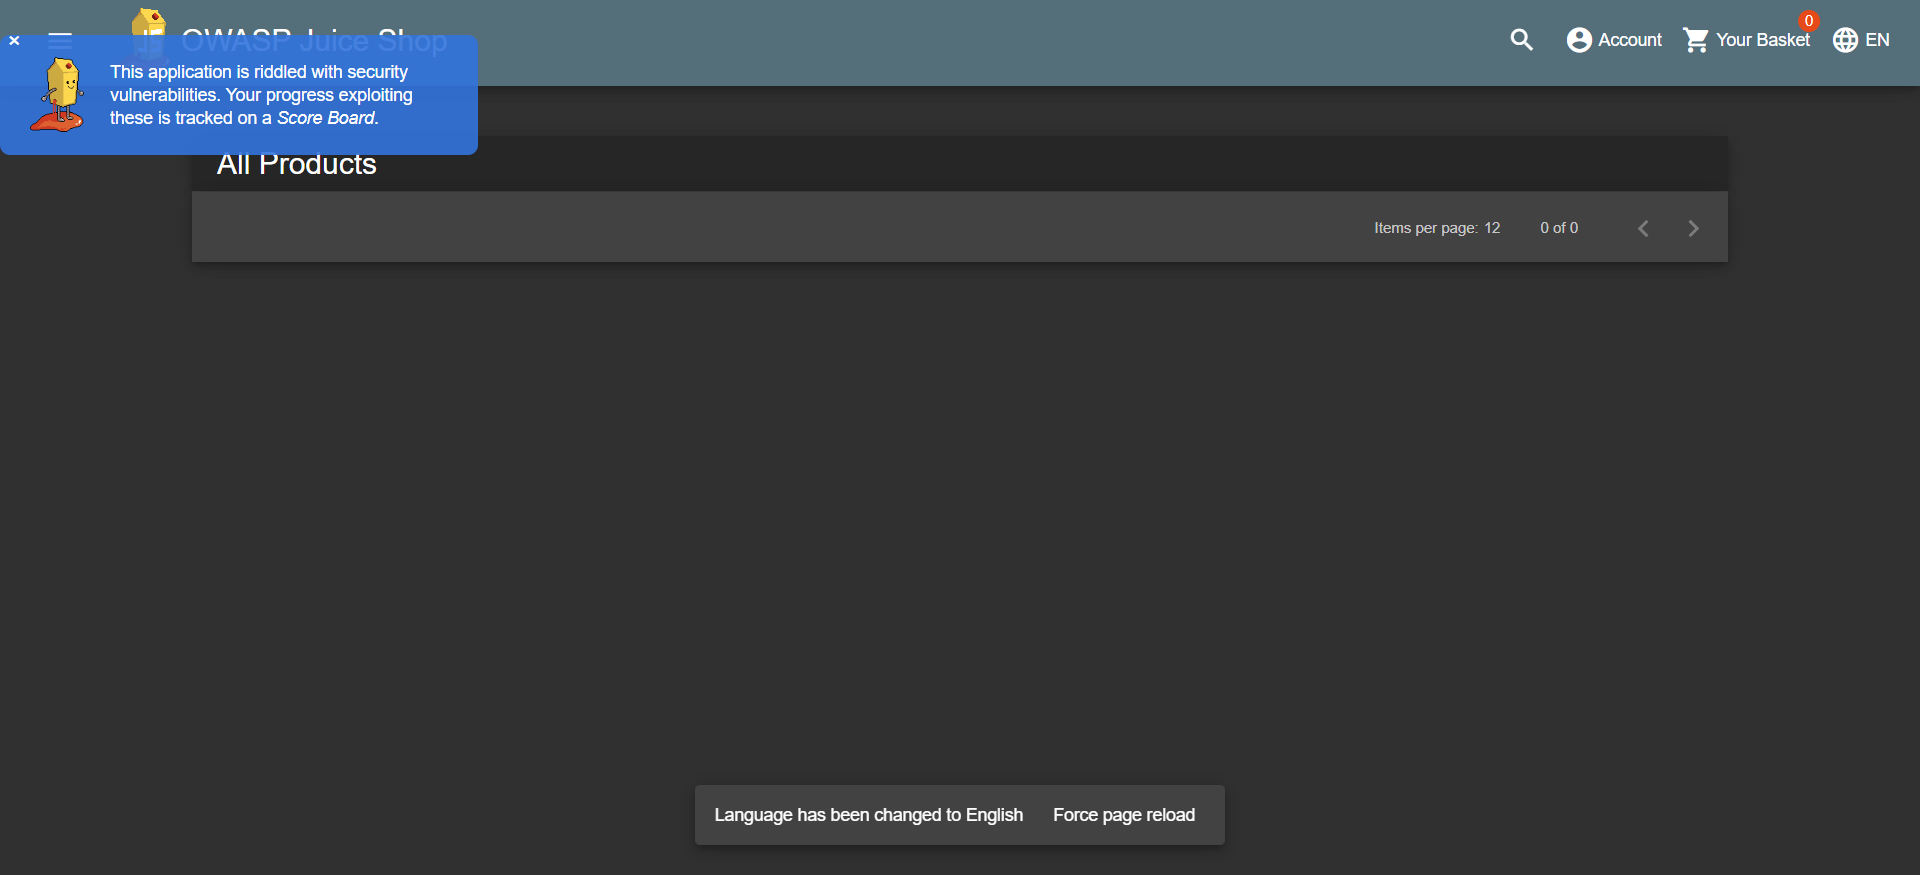 OWASP Juice Shop
Account
Your Basket
0
EN
×
This application is riddled with security
vulnerabilities. Your progress exploiting
these is tracked on a Score Board.
All Products
Items per page: 12
0 of 0
Language has been changed to English
Force page reload